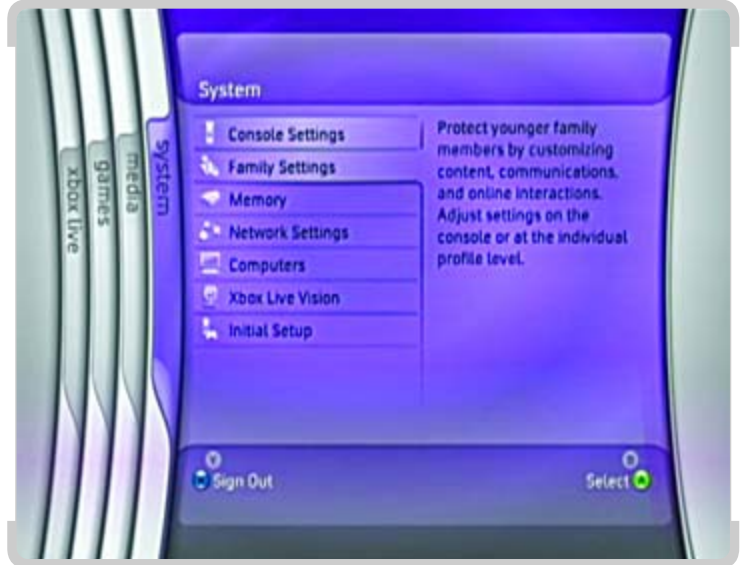 System
Console Settings
Family Settings
Memory
Network Settings
Computers
Xbox Live Vision
Initial Setup
Protect younger family
members by customizing
content, communications,
and online interactions.
Adjust settings on the
console or at the individual
profile level.
xbox live
games
media
system
Y
X Sign Out
Select A